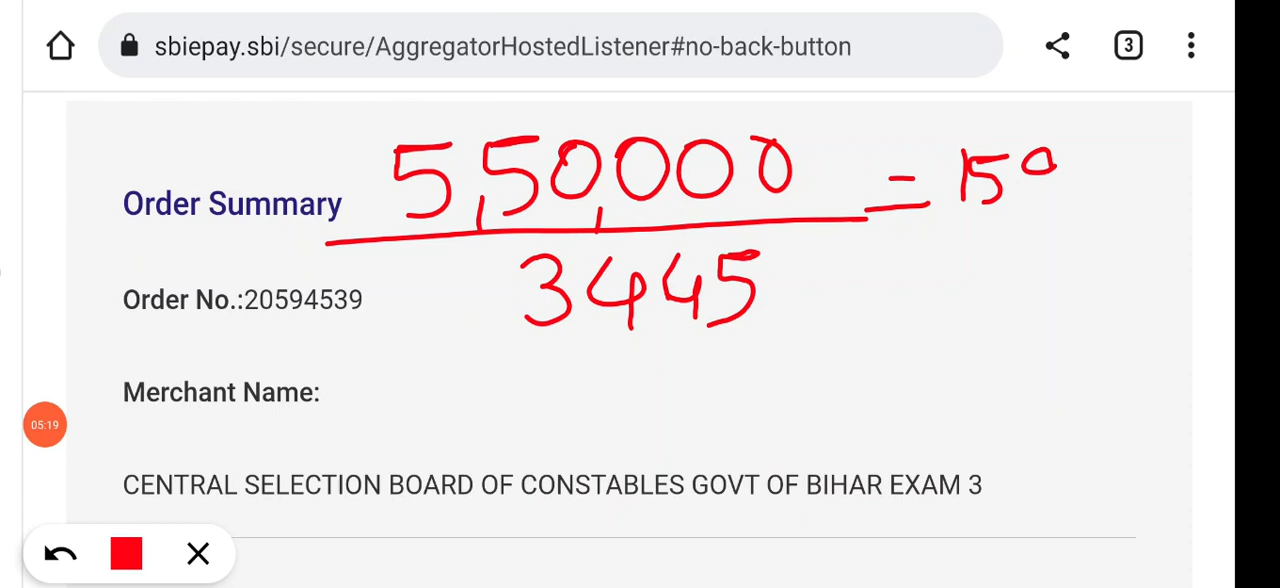 sbiepay.sbi/secure/AggregatorHostedListener#no-back-button
3
5,50,000 = 150
3445
Order Summary
Order No.:20594539
Merchant Name:
05:19
CENTRAL SELECTION BOARD OF CONSTABLES GOVT OF BIHAR EXAM 3